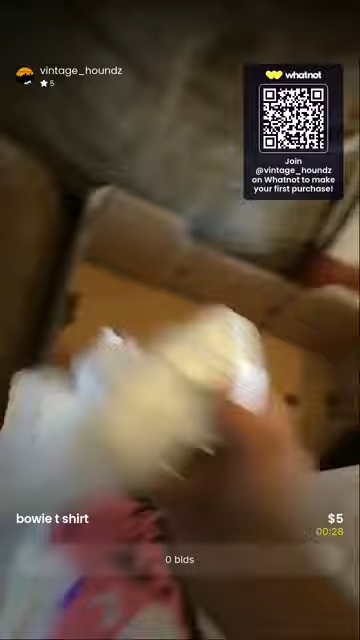 vintage_houndz
★5
whatnot
Join
@vintage_houndz
on Whatnot to make
your first purchase!
bowie t shirt
$5
00:28
0 bids